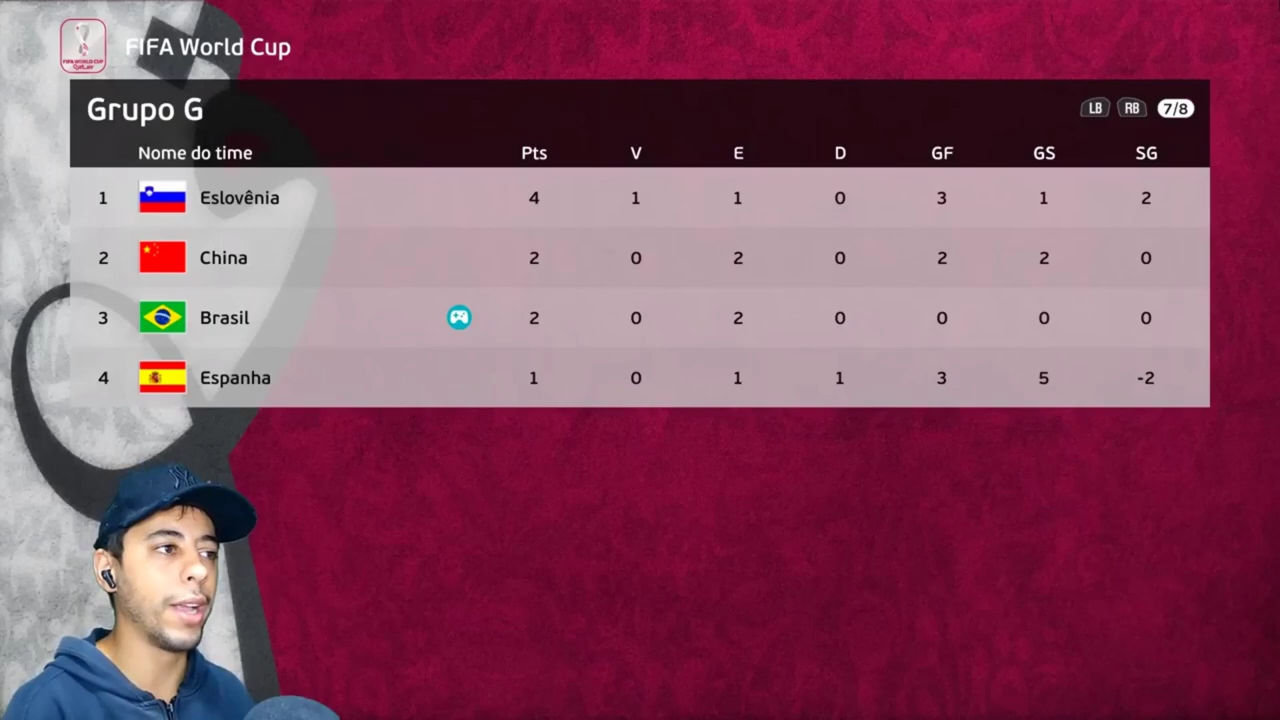 FIFA World Cup
Grupo G LB RB 7/8
Nome do time Pts V E D GF GS SG
1 Eslovênia 4 1 1 0 3 1 2
2 China 2 0 2 0 2 2 0
3 Brasil 2 0 2 0 0 0 0
4 Espanha 1 0 1 1 3 5 -2